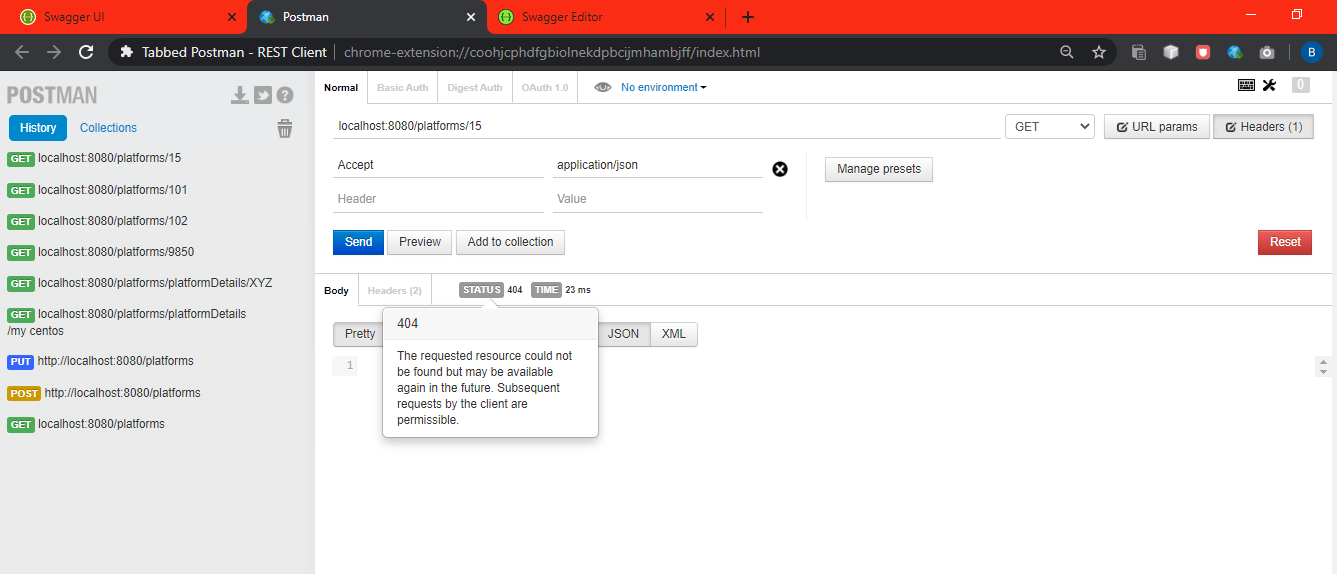 Swagger UI
Postman
Swagger Editor
Tabbed Postman - REST Client
chrome-extension://coohjcphdfgbiolnekdpbcijmhambjff/index.html
B
POSTMAN
History
Collections
GET localhost:8080/platforms/15
GET localhost:8080/platforms/101
GET localhost:8080/platforms/102
GET localhost:8080/platforms/9850
GET localhost:8080/platforms/platformDetails/XYZ
GET localhost:8080/platforms/platformDetails
/my centos
PUT http://localhost:8080/platforms
POST http://localhost:8080/platforms
GET localhost:8080/platforms
Normal
Basic Auth
Digest Auth
OAuth 1.0
No environment
0
localhost:8080/platforms/15
GET
URL params
Headers (1)
Accept
application/json
Manage presets
Header
Value
Send
Preview
Add to collection
Reset
Body
Headers (2)
STATUS 404 TIME 23 ms
Pretty
JSON
XML
1
404
The requested resource could not
be found but may be available
again in the future. Subsequent
requests by the client are
permissible.